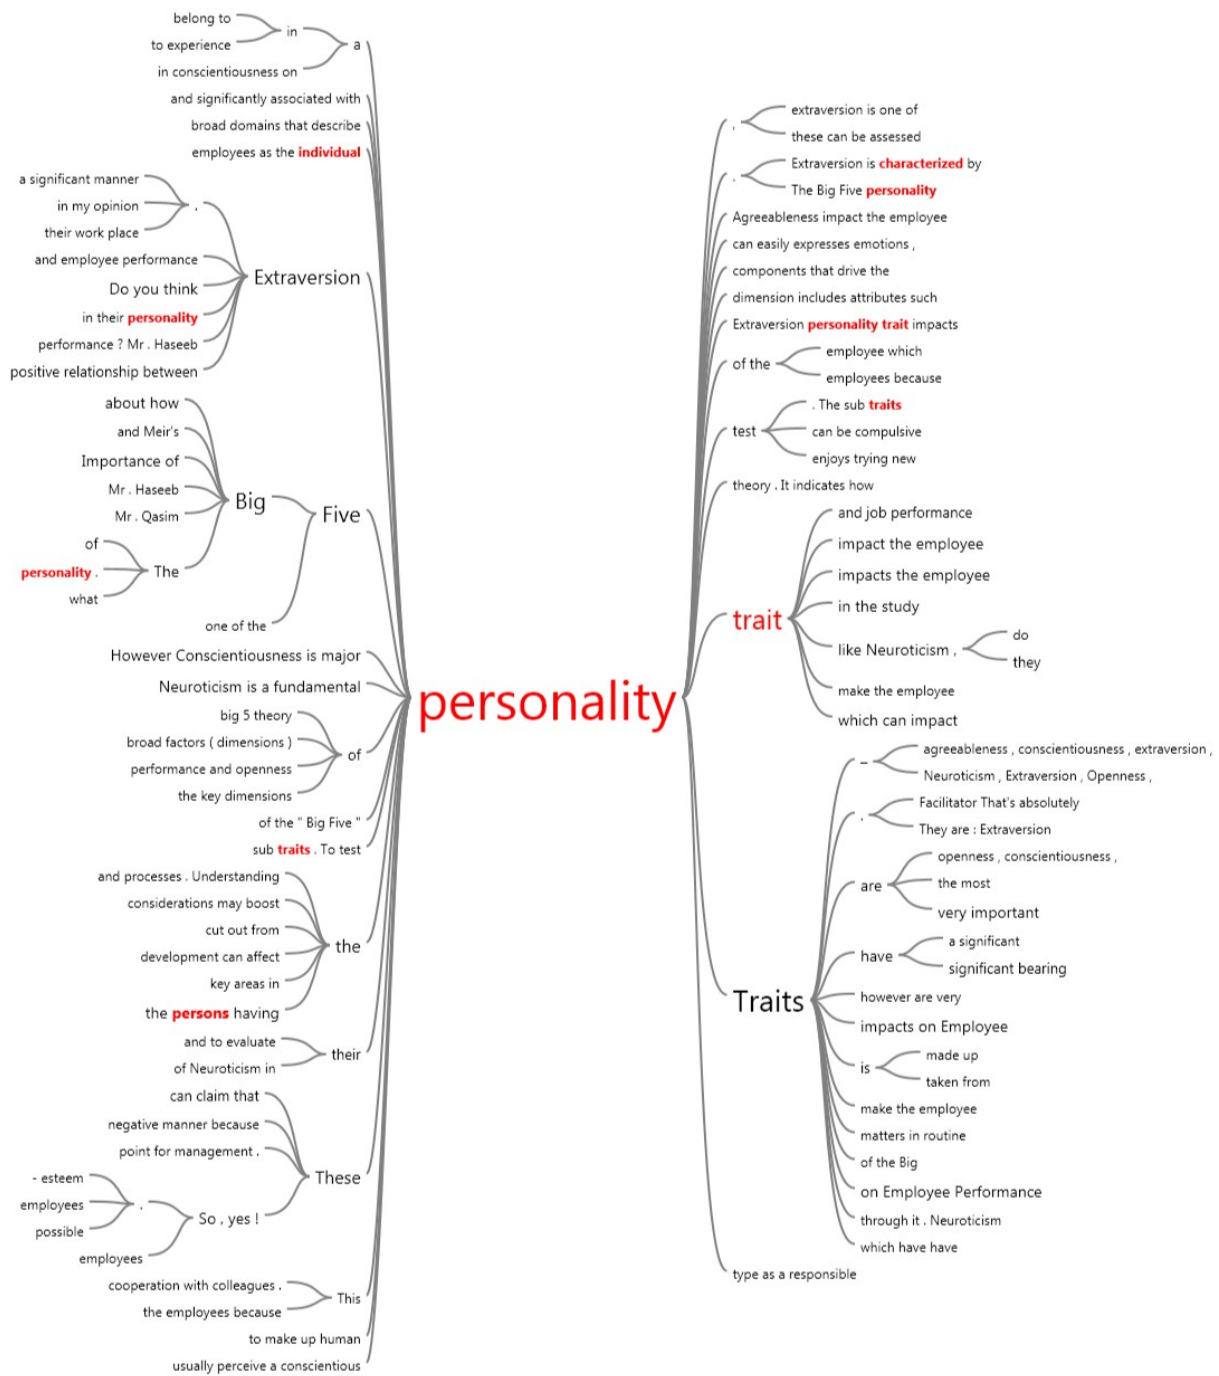 belong to
to experience
in
in conscientiousness on
a
and significantly associated with
broad domains that describe
employees as the individual
a significant manner
in my opinion
their work place
.
and employee performance
Do you think
in their personality
performance ? Mr . Haseeb
positive relationship between
Extraversion
about how
and Meir's
Importance of
Mr . Haseeb
Mr . Qasim
of
personality .
what
The
Big
one of the
Five
However Conscientiousness is major
Neuroticism is a fundamental
big 5 theory
broad factors ( dimensions )
performance and openness
the key dimensions
of
of the " Big Five "
sub traits . To test
and processes . Understanding
considerations may boost
cut out from
development can affect
key areas in
the persons having
the
and to evaluate
of Neuroticism in
their
can claim that
negative manner because
point for management .
- esteem
employees
possible
.
employees
So , yes !
These
cooperation with colleagues .
the employees because
This
to make up human
usually perceive a conscientious
personality
,
extraversion is one of
these can be assessed
.
Extraversion is characterized by
The Big Five personality
Agreeableness impact the employee
can easily expresses emotions ,
components that drive the
dimension includes attributes such
Extraversion personality trait impacts
of the
employee which
employees because
test
. The sub traits
can be compulsive
enjoys trying new
theory . It indicates how
trait
and job performance
impact the employee
impacts the employee
in the study
like Neuroticism ,
do
they
make the employee
which can impact
Traits
–
agreeableness , conscientiousness , extraversion ,
Neuroticism , Extraversion , Openness ,
.
Facilitator That's absolutely
They are : Extraversion
are
openness , conscientiousness ,
the most
very important
have
a significant
significant bearing
however are very
impacts on Employee
is
made up
taken from
make the employee
matters in routine
of the Big
on Employee Performance
through it . Neuroticism
which have have
type as a responsible